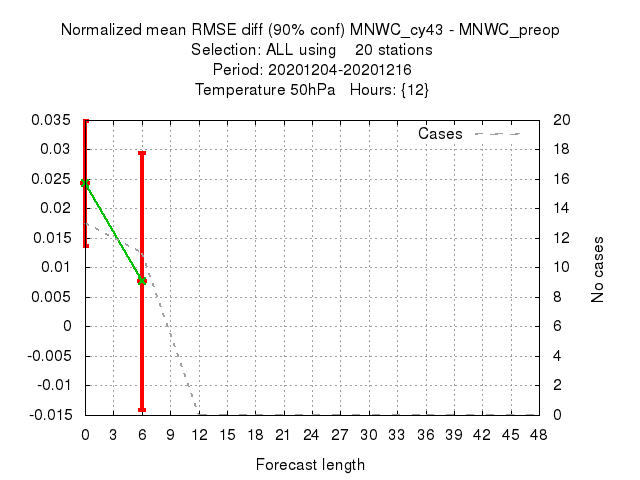 Normalized mean RMSE diff (90% conf) MNWC_cy43 - MNWC_preop
Selection: ALL using 20 stations
Period: 20201204-20201216
Temperature 50hPa Hours: {12}
Cases
0.035
0.03
0.025
0.02
0.015
0.01
0.005
0
-0.005
-0.01
-0.015
20
18
16
14
12
10
8
6
4
2
0
No cases
0 3 6 9 12 15 18 21 24 27 30 33 36 39 42 45 48
Forecast length